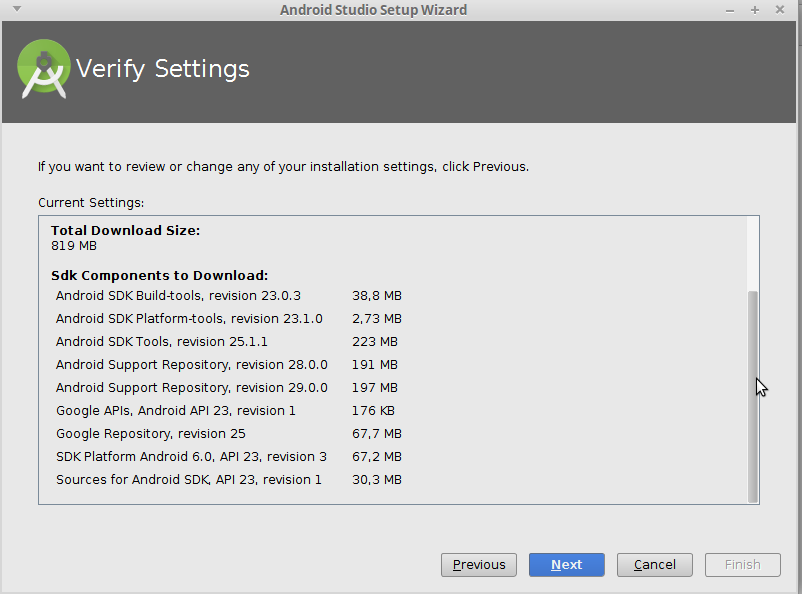 Android Studio Setup Wizard
Verify Settings
If you want to review or change any of your installation settings, click Previous.
Current Settings:
Total Download Size:
819 MB
Sdk Components to Download:
Android SDK Build-tools, revision 23.0.3 38,8 MB
Android SDK Platform-tools, revision 23.1.0 2,73 MB
Android SDK Tools, revision 25.1.1 223 MB
Android Support Repository, revision 28.0.0 191 MB
Android Support Repository, revision 29.0.0 197 MB
Google APIs, Android API 23, revision 1 176 KB
Google Repository, revision 25 67,7 MB
SDK Platform Android 6.0, API 23, revision 3 67,2 MB
Sources for Android SDK, API 23, revision 1 30,3 MB
Previous Next Cancel Finish